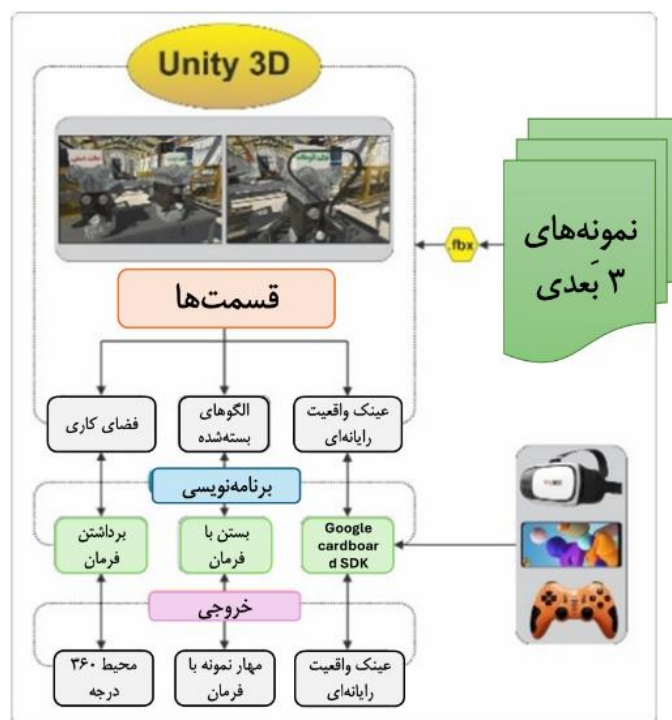 Unity 3D
نمونه‌های
۳ بَعدی
.fbx
قسمت‌ها
فضای کاری
الگوهای
بسته‌شده
عینک واقعیت
رایانه‌ای
برنامه‌نویسی
برداشتن
فرمان
بستن با
فرمان
Google
cardboar
d SDK
خروجی
محیط ۳۶۰
درجه
مهار نمونه با
فرمان
عینک واقعیت
رایانه‌ای